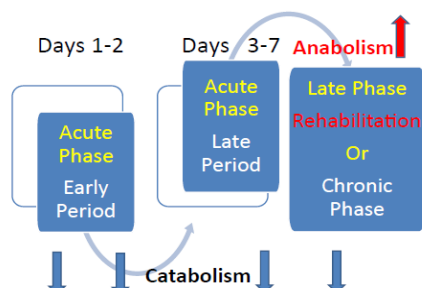 Days 1-2
Days 3-7
Anabolism
Acute
Phase
Early
Period
Acute
Phase
Late
Period
Late Phase
Rehabilitation
Or
Chronic
Phase
Catabolism